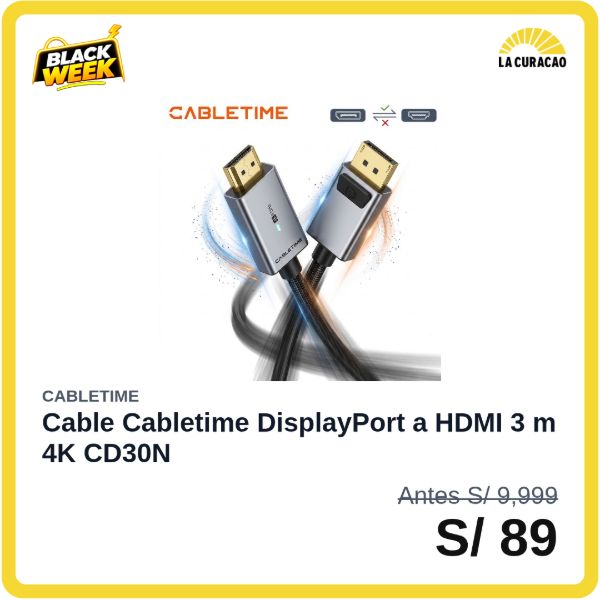 BLACK
WEEK
LA CURACAO
CABLETIME
CABLETIME
CABLETIME
Cable Cabletime DisplayPort a HDMI 3 m
4K CD30N
Antes S/ 9,999
S/ 89